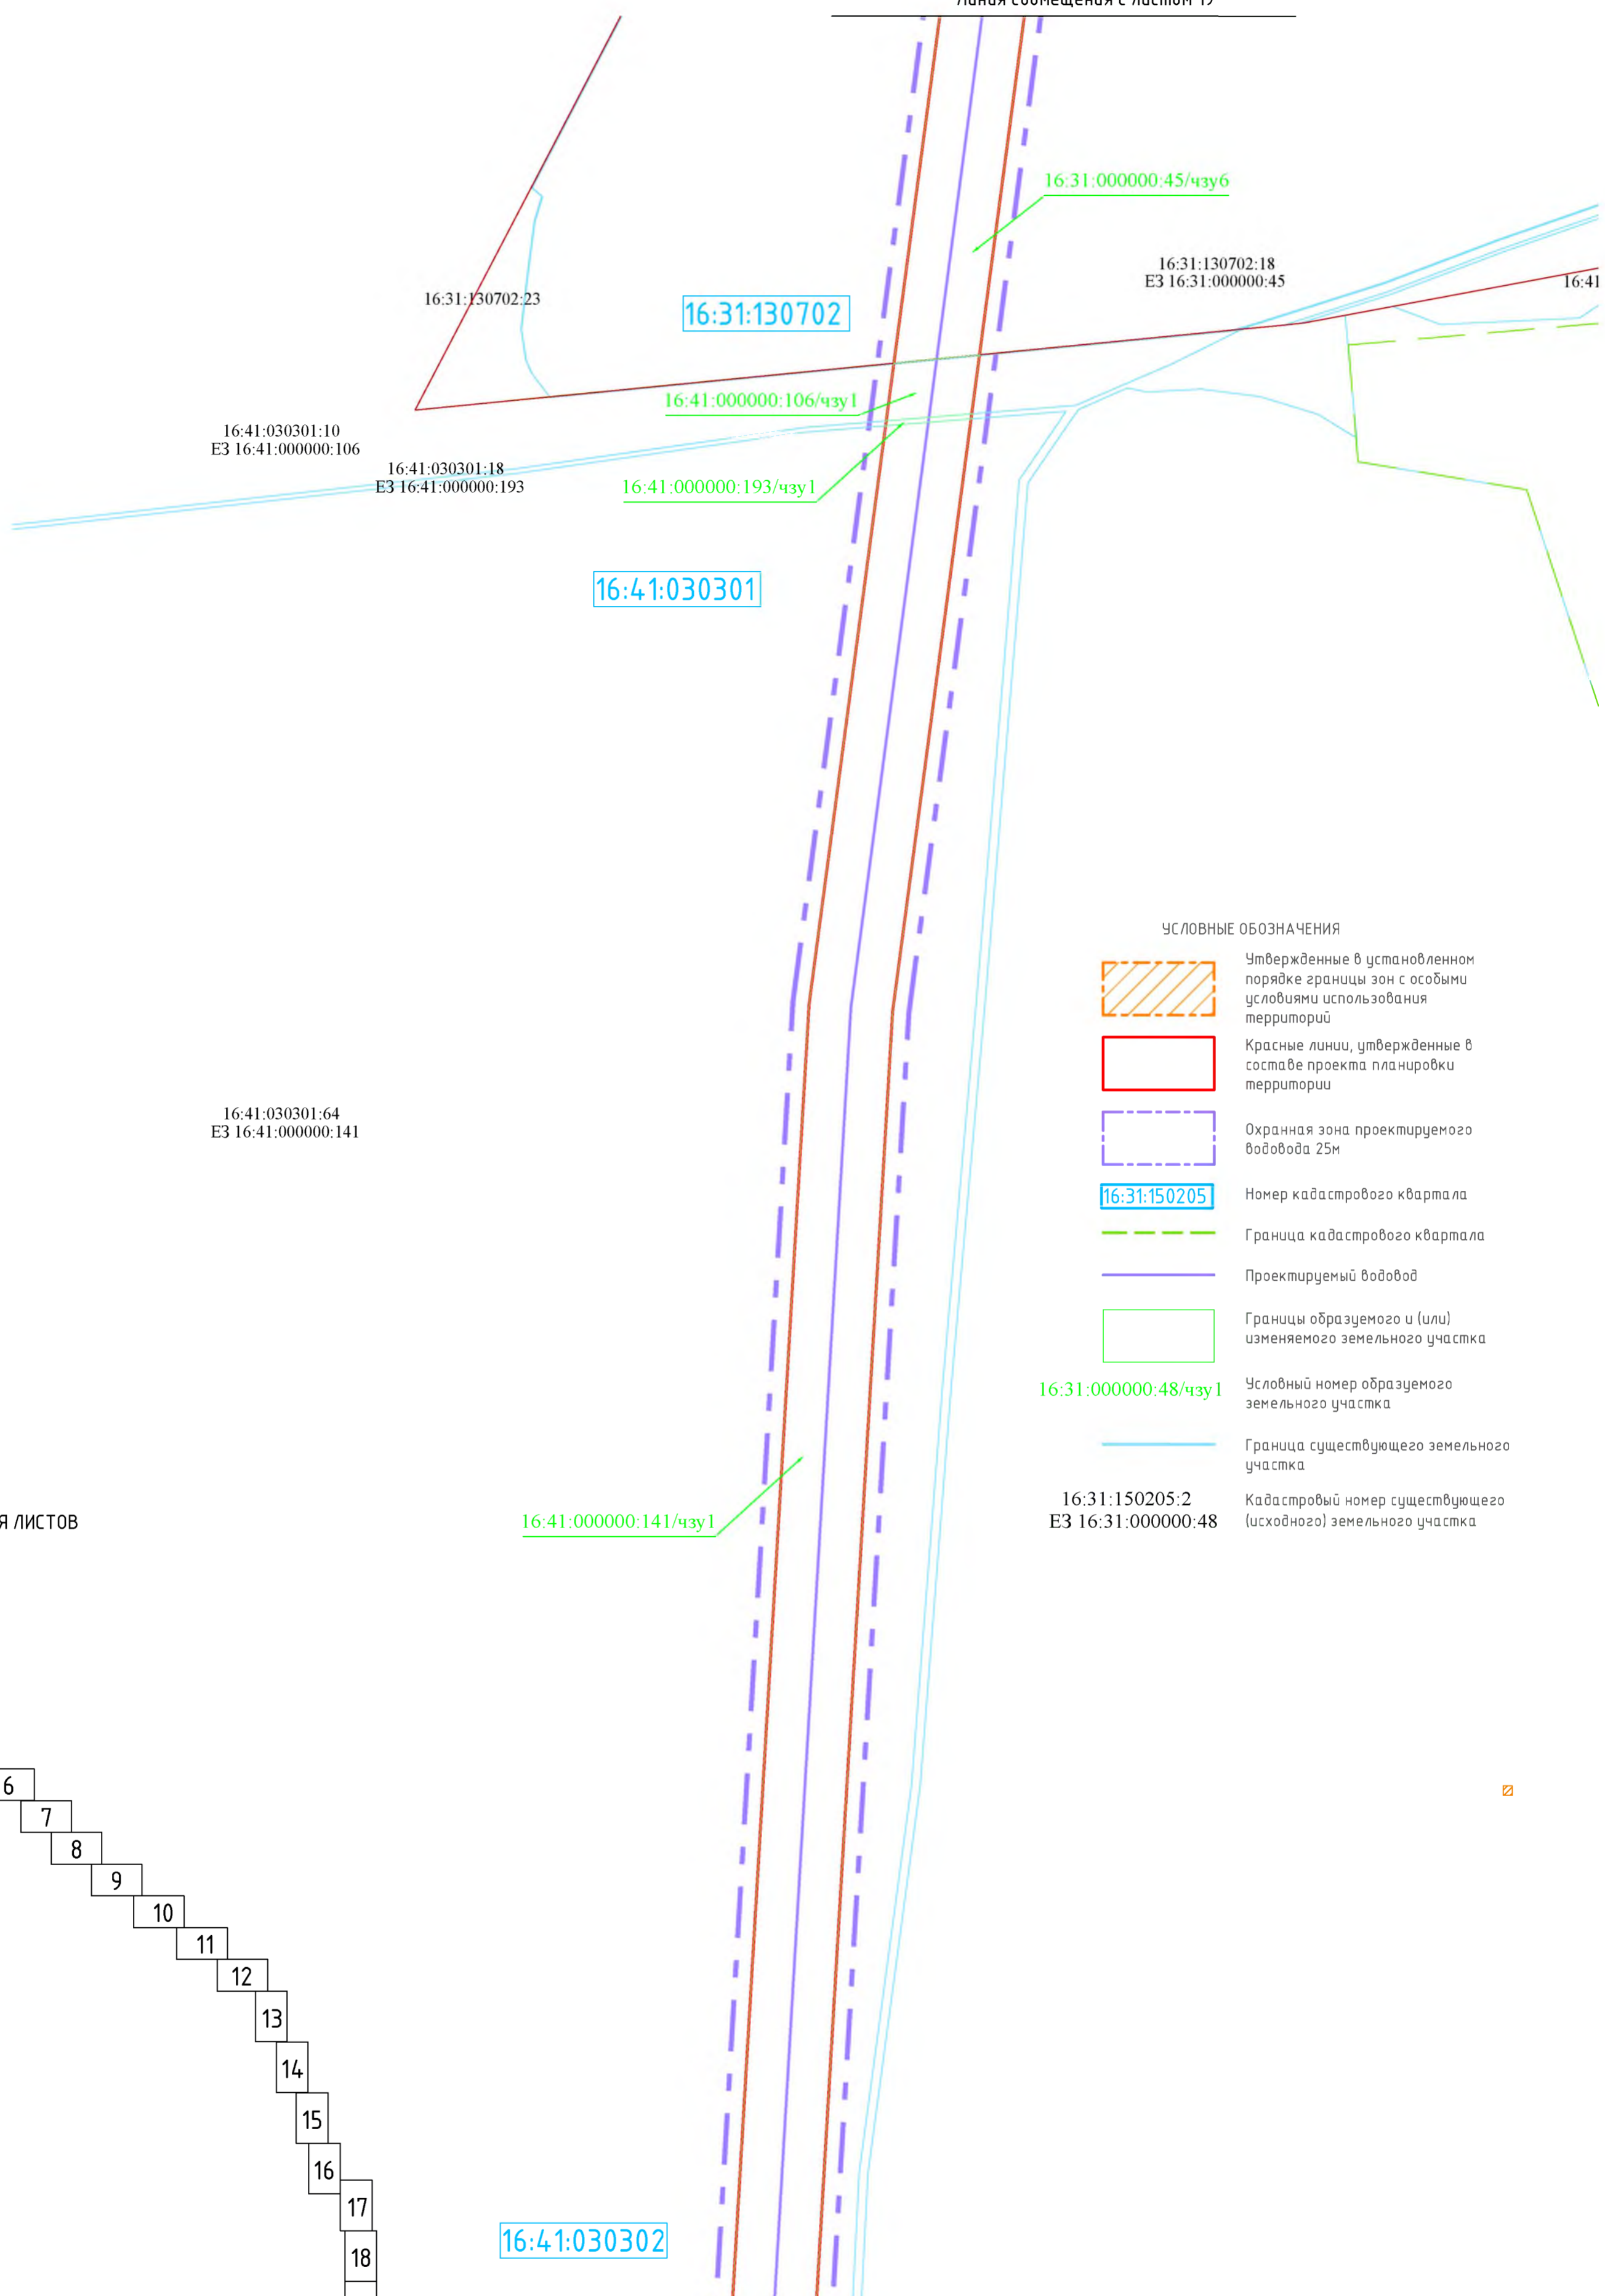 Линия совмещения с листом 19
16:31:000000:45/чзу6
16:31:130702:18
ЕЗ 16:31:000000:45
16:41
16:31:130702:23
16:31:130702
16:41:000000:106/чзу1
16:41:030301:10
ЕЗ 16:41:000000:106
16:41:030301:18
ЕЗ 16:41:000000:193
16:41:000000:193/чзу1
16:41:030301
УСЛОВНЫЕ ОБОЗНАЧЕНИЯ
Утвержденные в установленном
порядке границы зон с особыми
условиями использования
территорий
Красные линии, утвержденные в
составе проекта планировки
территории
Охранная зона проектируемого
водовода 25м
16:31:150205
Номер кадастрового квартала
Граница кадастрового квартала
Проектируемый водовод
Границы образуемого и (или)
изменяемого земельного участка
16:31:000000:48/чзу1
Условный номер образуемого
земельного участка
Граница существующего земельного
участка
16:31:150205:2
ЕЗ 16:31:000000:48
Кадастровый номер существующего
(исходного) земельного участка
16:41:030301:64
ЕЗ 16:41:000000:141
16:41:000000:141/чзу1
Я ЛИСТОВ
6
7
8
9
10
11
12
13
14
15
16
17
18
16:41:030302